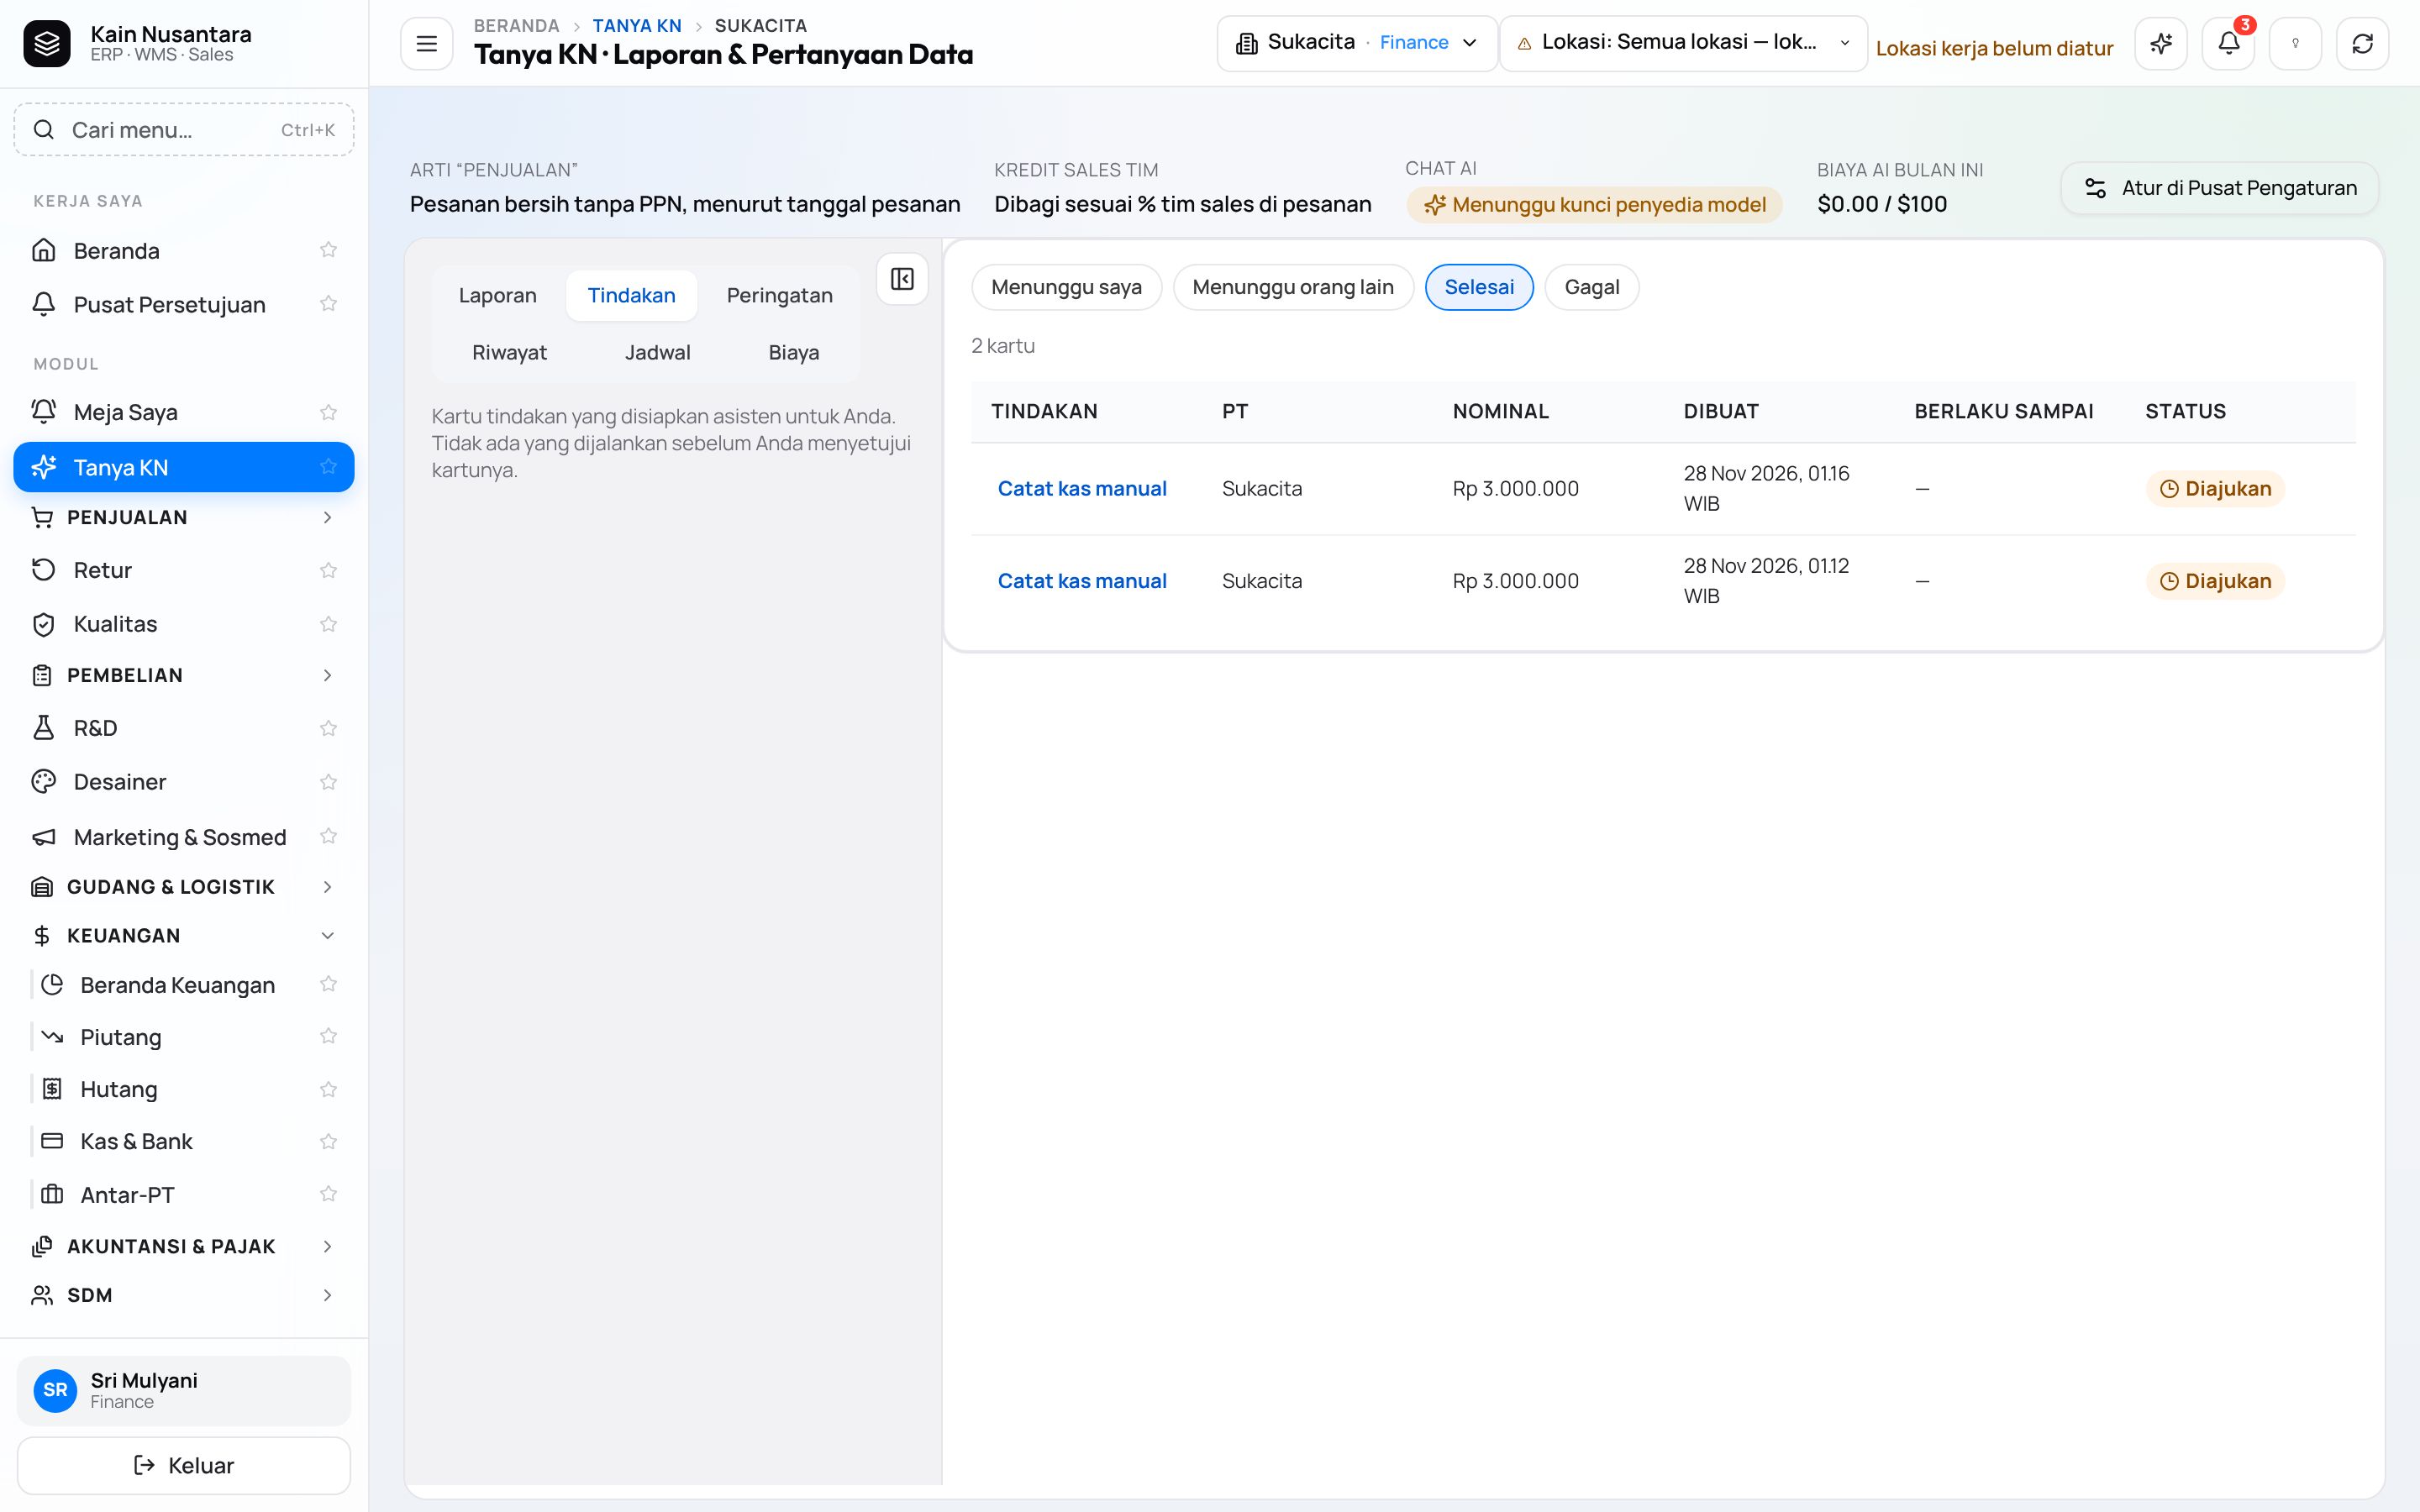 Kain Nusantara
ERP · WMS · Sales
Cari menu... Ctrl+K
KERJA SAYA
Beranda
Pusat Persetujuan
MODUL
Meja Saya
Tanya KN
PENJUALAN
Retur
Kualitas
PEMBELIAN
R&D
Desainer
Marketing & Sosmed
GUDANG & LOGISTIK
KEUANGAN
Beranda Keuangan
Piutang
Hutang
Kas & Bank
Antar-PT
AKUNTANSI & PAJAK
SDM
SR
Sri Mulyani
Finance
Keluar
BERANDA > TANYA KN > SUKACITA
Tanya KN · Laporan & Pertanyaan Data
Sukacita · Finance
Lokasi: Semua lokasi — lok...
Lokasi kerja belum diatur
3
ARTI “PENJUALAN”
Pesanan bersih tanpa PPN, menurut tanggal pesanan
KREDIT SALES TIM
Dibagi sesuai % tim sales di pesanan
CHAT AI
Menunggu kunci penyedia model
BIAYA AI BULAN INI
$0.00 / $100
Atur di Pusat Pengaturan
Laporan Tindakan Peringatan
Riwayat Jadwal Biaya
Kartu tindakan yang disiapkan asisten untuk Anda.
Tidak ada yang dijalankan sebelum Anda menyetujui
kartunya.
Menunggu saya Menunggu orang lain Selesai Gagal
2 kartu
TINDAKAN PT NOMINAL DIBUAT BERLAKU SAMPAI STATUS
Catat kas manual Sukacita Rp 3.000.000 28 Nov 2026, 01.16 WIB — Diajukan
Catat kas manual Sukacita Rp 3.000.000 28 Nov 2026, 01.12 WIB — Diajukan